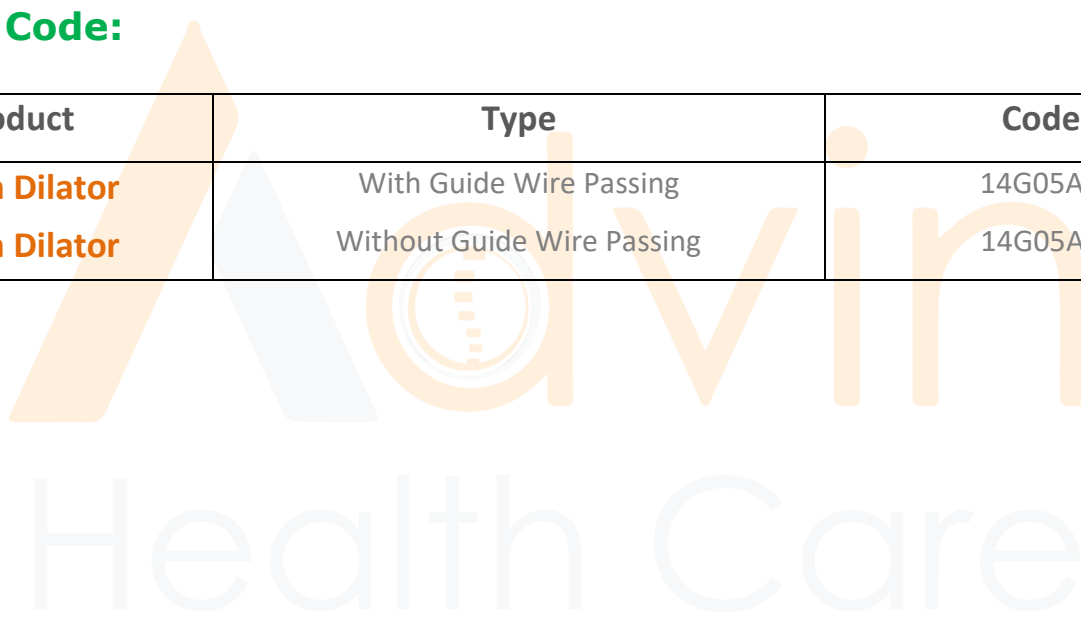 Code:
oduct Type Code
Dilator With Guide Wire Passing 14G05A
Dilator Without Guide Wire Passing 14G05A
Advin
Health Care